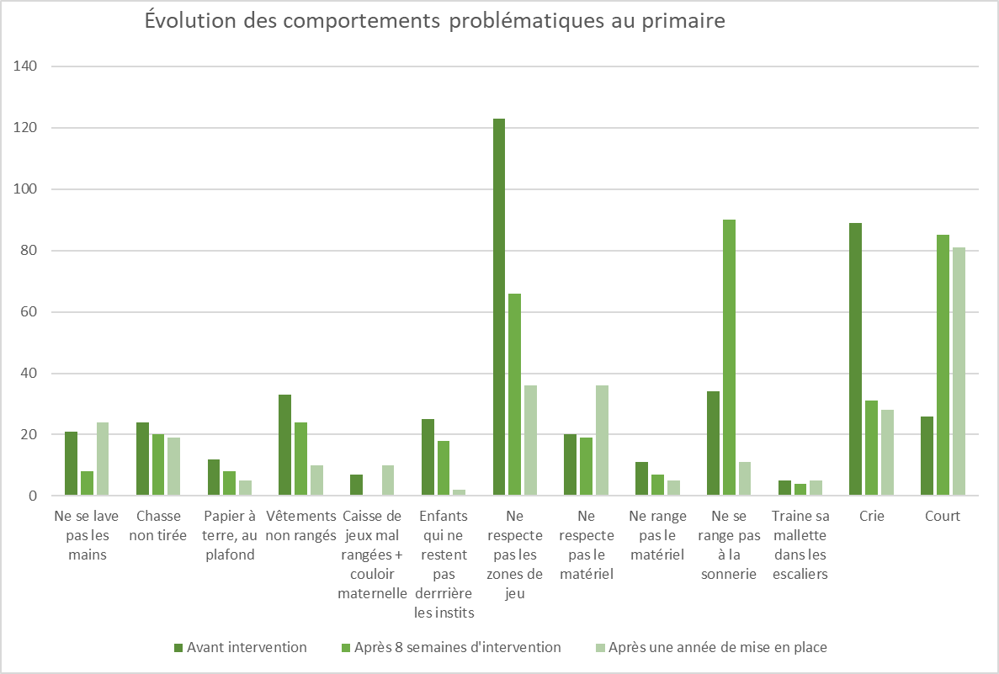 Évolution des comportements problématiques au primaire
140
120
100
80
60
40
20
0
Ne se lave
pas les
mains
Chasse
non tirée
Papier à
terre, au
plafond
Vêtements
non rangés
Caisse de
jeux mal
rangées +
couloir
maternelle
Enfants
qui ne
restent
pas
derrrière
les instits
Ne
respecte
pas les
zones de
jeu
Ne
respecte
pas le
matériel
Ne range
pas le
matériel
Ne se
range pas
à la
sonnerie
Traine sa
mallette
dans les
escaliers
Crie
Court
Avant intervention
Après 8 semaines d'intervention
Après une année de mise en place